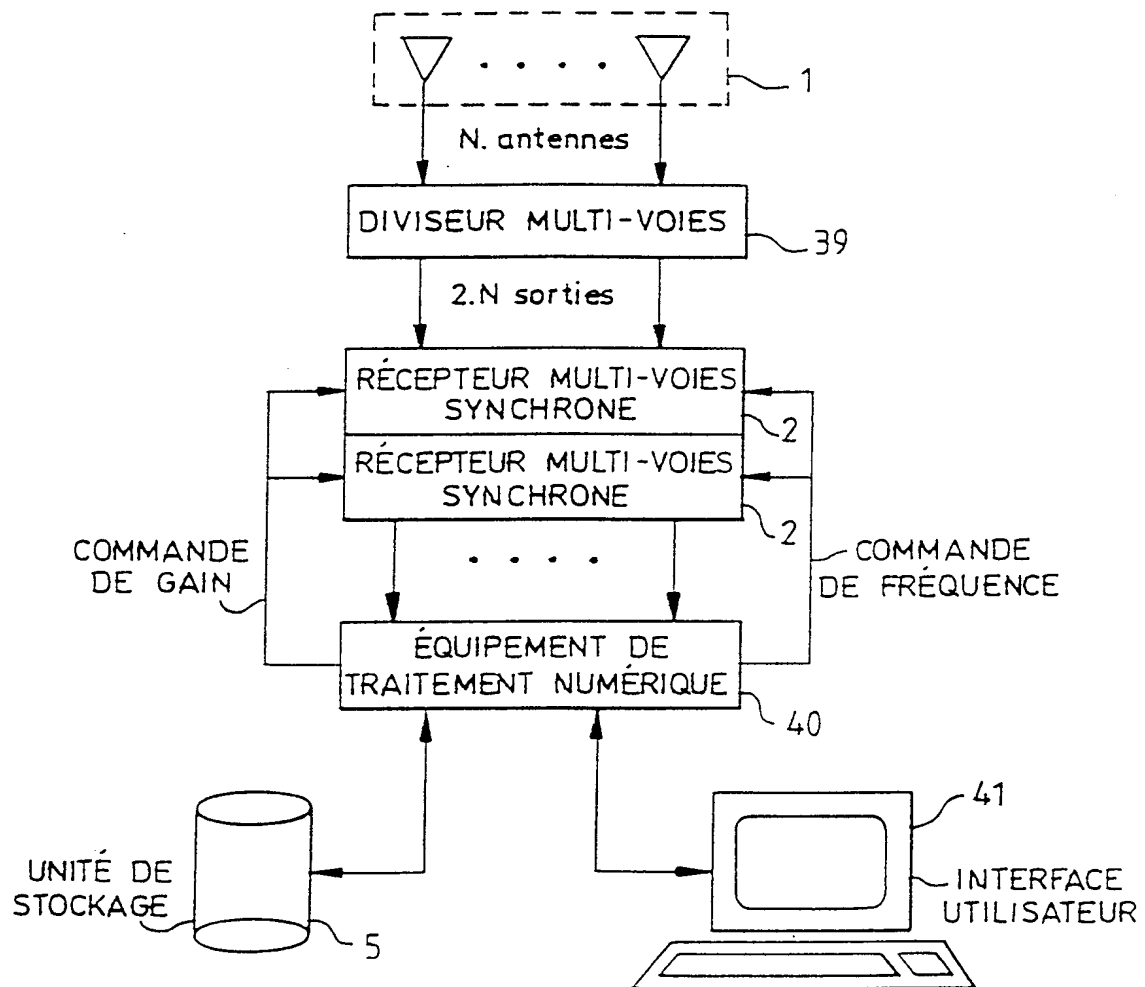 1
N. antennes
DIVISEUR MULTI-VOIES
39
2.N sorties
RÉCEPTEUR MULTI-VOIES
SYNCHRONE
2
RÉCEPTEUR MULTI-VOIES
SYNCHRONE
2
COMMANDE
DE GAIN
COMMANDE
DE FRÉQUENCE
ÉQUIPEMENT DE
TRAITEMENT NUMÉRIQUE
40
41
UNITÉ DE
STOCKAGE
5
INTERFACE
UTILISATEUR